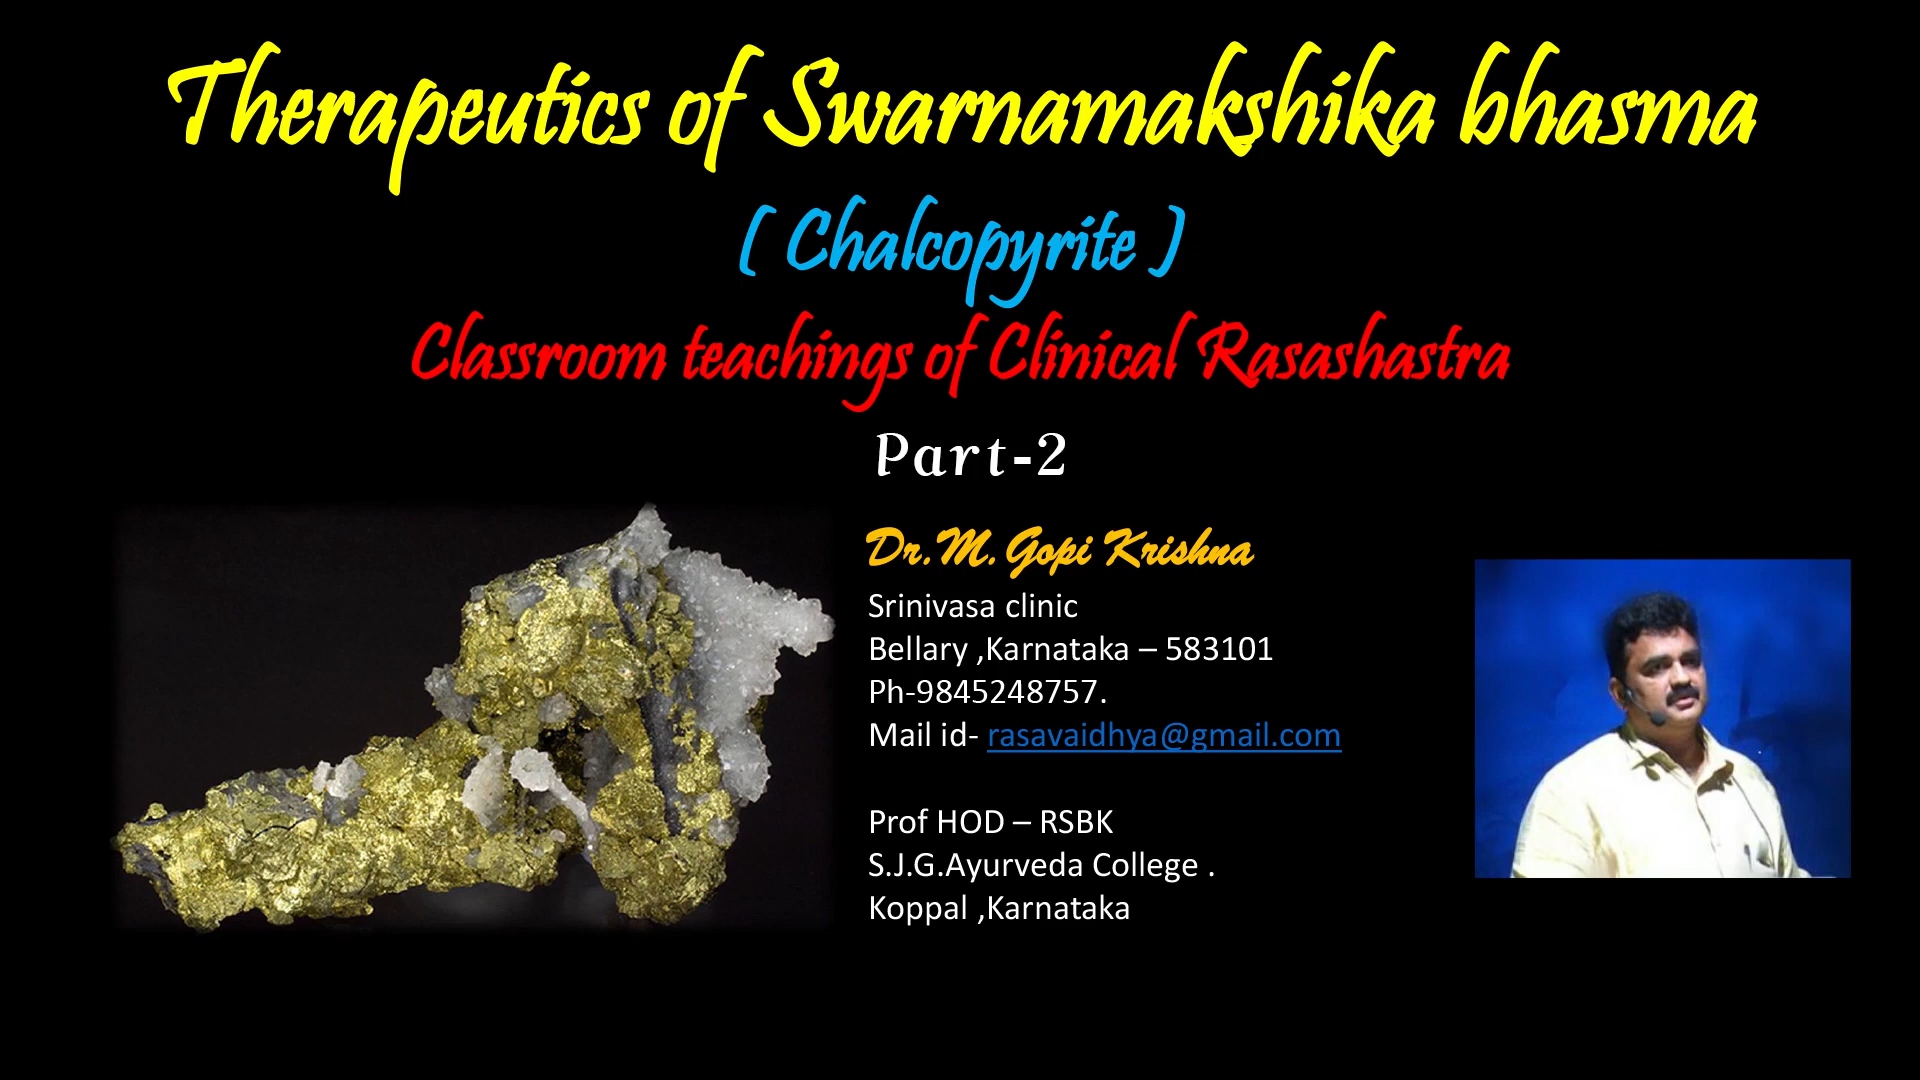 Therapeutics of Swarnamakshika bhasma
( Chalcopyrite )
Classroom teachings of Clinical Rasashastra
Part-2
Dr.M.Gopi Krishna
Srinivasa clinic
Bellary ,Karnataka – 583101
Ph-9845248757.
Mail id- rasavaidhya@gmail.com
Prof HOD – RSBK
S.J.G.Ayurveda College .
Koppal ,Karnataka